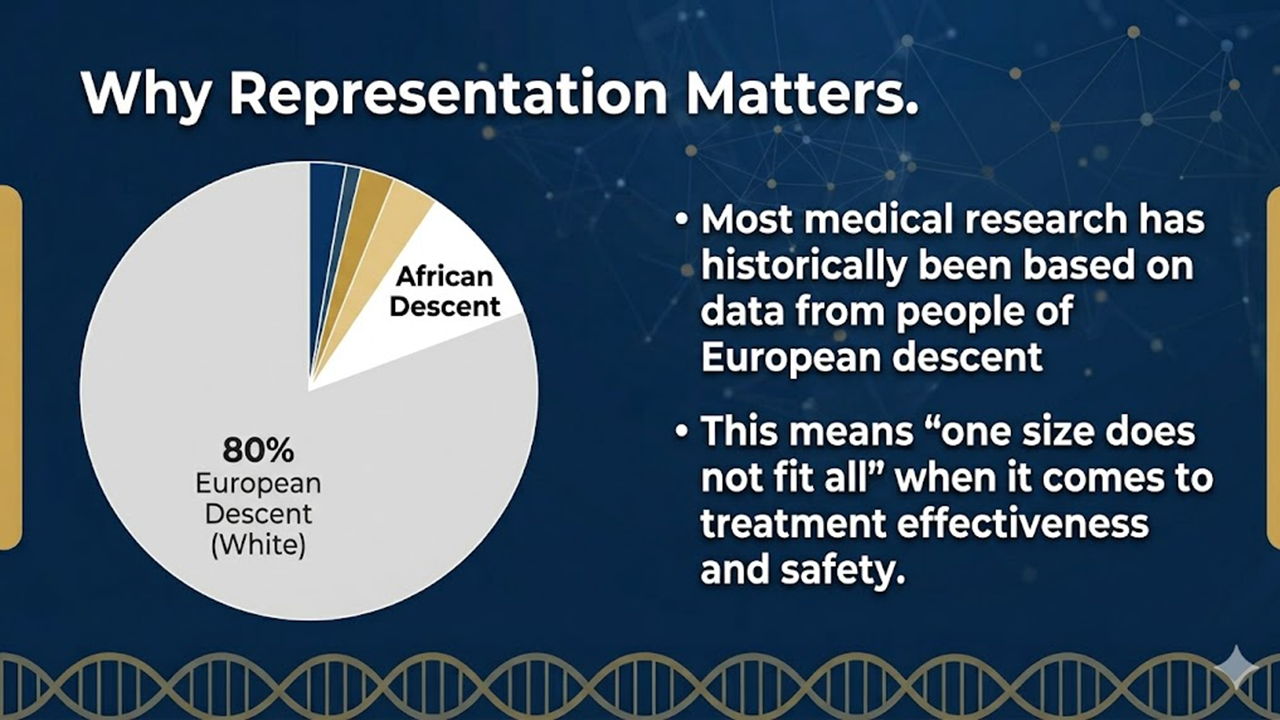 Why Representation Matters.
African
Descent
80%
European
Descent
(White)
• Most medical research has
historically been based on
data from people of
European descent
• This means “one size does
not fit all” when it comes to
treatment effectiveness
and safety.